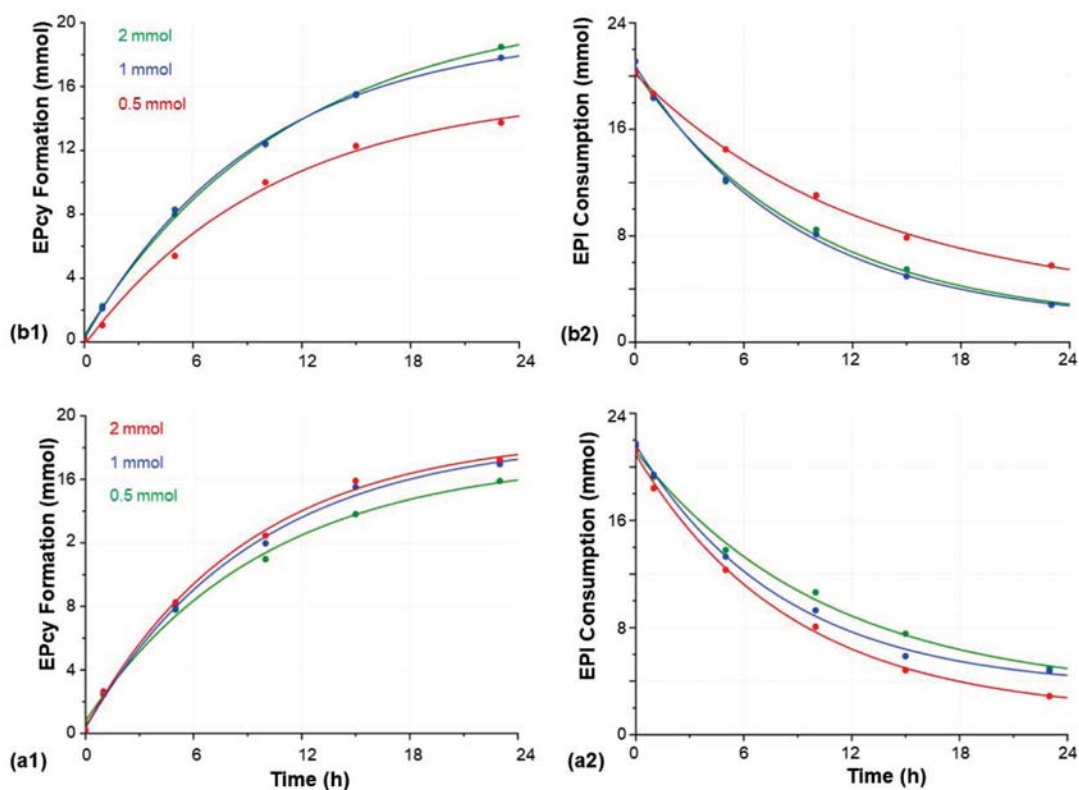 20
16
12
8
4
0
EPcy Formation (mmol)
2 mmol
1 mmol
0.5 mmol
(b1)
0
6
12
18
24
24
16
8
0
EPI Consumption (mmol)
(b2)
0
6
12
18
24
20
16
2
8
4
0
EPcy Formation (mmol)
2 mmol
1 mmol
0.5 mmol
(a1)
0
6
12
18
24
Time (h)
24
16
8
0
EPI Consumption (mmol)
(a2)
0
6
12
18
24
Time (h)